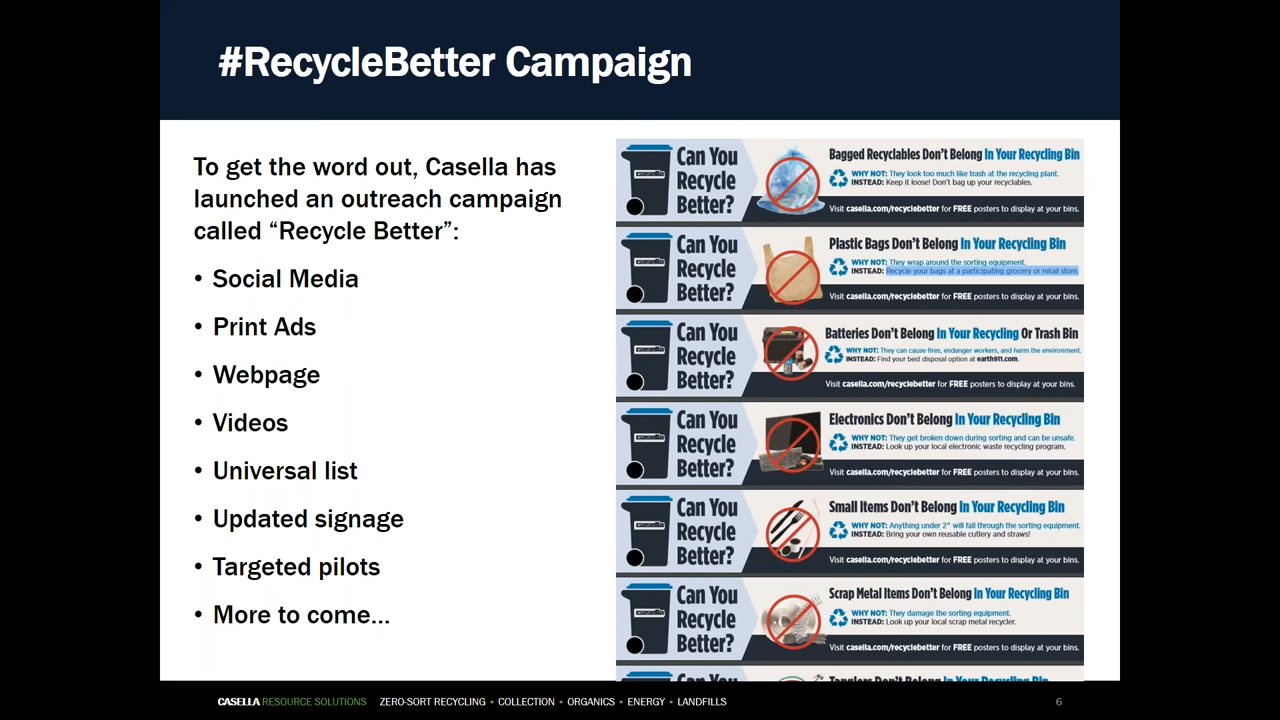 #RecycleBetter Campaign
To get the word out, Casella has
launched an outreach campaign
called “Recycle Better”:
• Social Media
• Print Ads
• Webpage
• Videos
• Universal list
• Updated signage
• Targeted pilots
• More to come…
Can You
Recycle
Better?
Bagged Recyclables Don’t Belong In Your Recycling Bin
WHY NOT: They look too much like trash at the recycling plant.
INSTEAD: Keep it loose! Don’t bag up your recyclables.
Visit casella.com/recyclebetter for FREE posters to display at your bins.
Can You
Recycle
Better?
Plastic Bags Don’t Belong In Your Recycling Bin
WHY NOT: They wrap around the sorting equipment.
INSTEAD: Recycle your bags at a participating grocery or retail store.
Visit casella.com/recyclebetter for FREE posters to display at your bins.
Can You
Recycle
Better?
Batteries Don’t Belong In Your Recycling Or Trash Bin
WHY NOT: They can cause fires, endanger workers, and harm the environment.
INSTEAD: Find your best disposal option at earth911.com.
Visit casella.com/recyclebetter for FREE posters to display at your bins.
Can You
Recycle
Better?
Electronics Don’t Belong In Your Recycling Bin
WHY NOT: They get broken down during sorting and can be unsafe.
INSTEAD: Look up your local electronic waste recycling program.
Visit casella.com/recyclebetter for FREE posters to display at your bins.
Can You
Recycle
Better?
Small Items Don’t Belong In Your Recycling Bin
WHY NOT: Anything under 2" will fall through the sorting equipment.
INSTEAD: Bring your own reusable cutlery and straws!
Visit casella.com/recyclebetter for FREE posters to display at your bins.
Can You
Recycle
Better?
Scrap Metal Items Don’t Belong In Your Recycling Bin
WHY NOT: They damage the sorting equipment.
INSTEAD: Look up your local scrap metal recycler.
Visit casella.com/recyclebetter for FREE posters to display at your bins.
Can You
Tanglers Don’t Belong In Your Recycling Bin
CASELLA RESOURCE SOLUTIONS ZERO-SORT RECYCLING • COLLECTION • ORGANICS • ENERGY • LANDFILLS
6